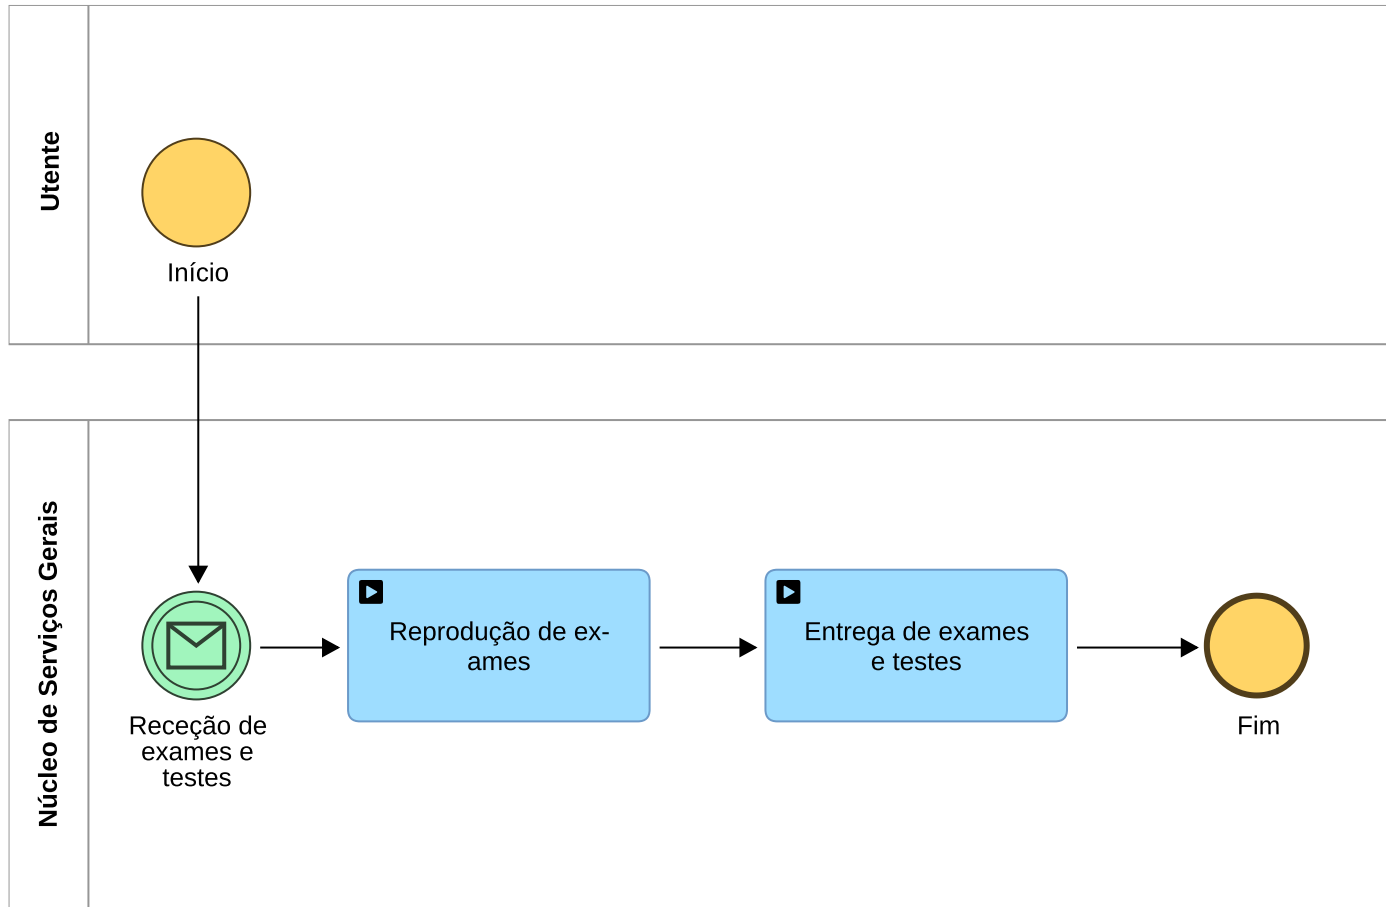 Utente
Início
Núcleo de Serviços Gerais
Receção de
exames e
testes
Reprodução de ex-
ames
Entrega de exames
e testes
Fim